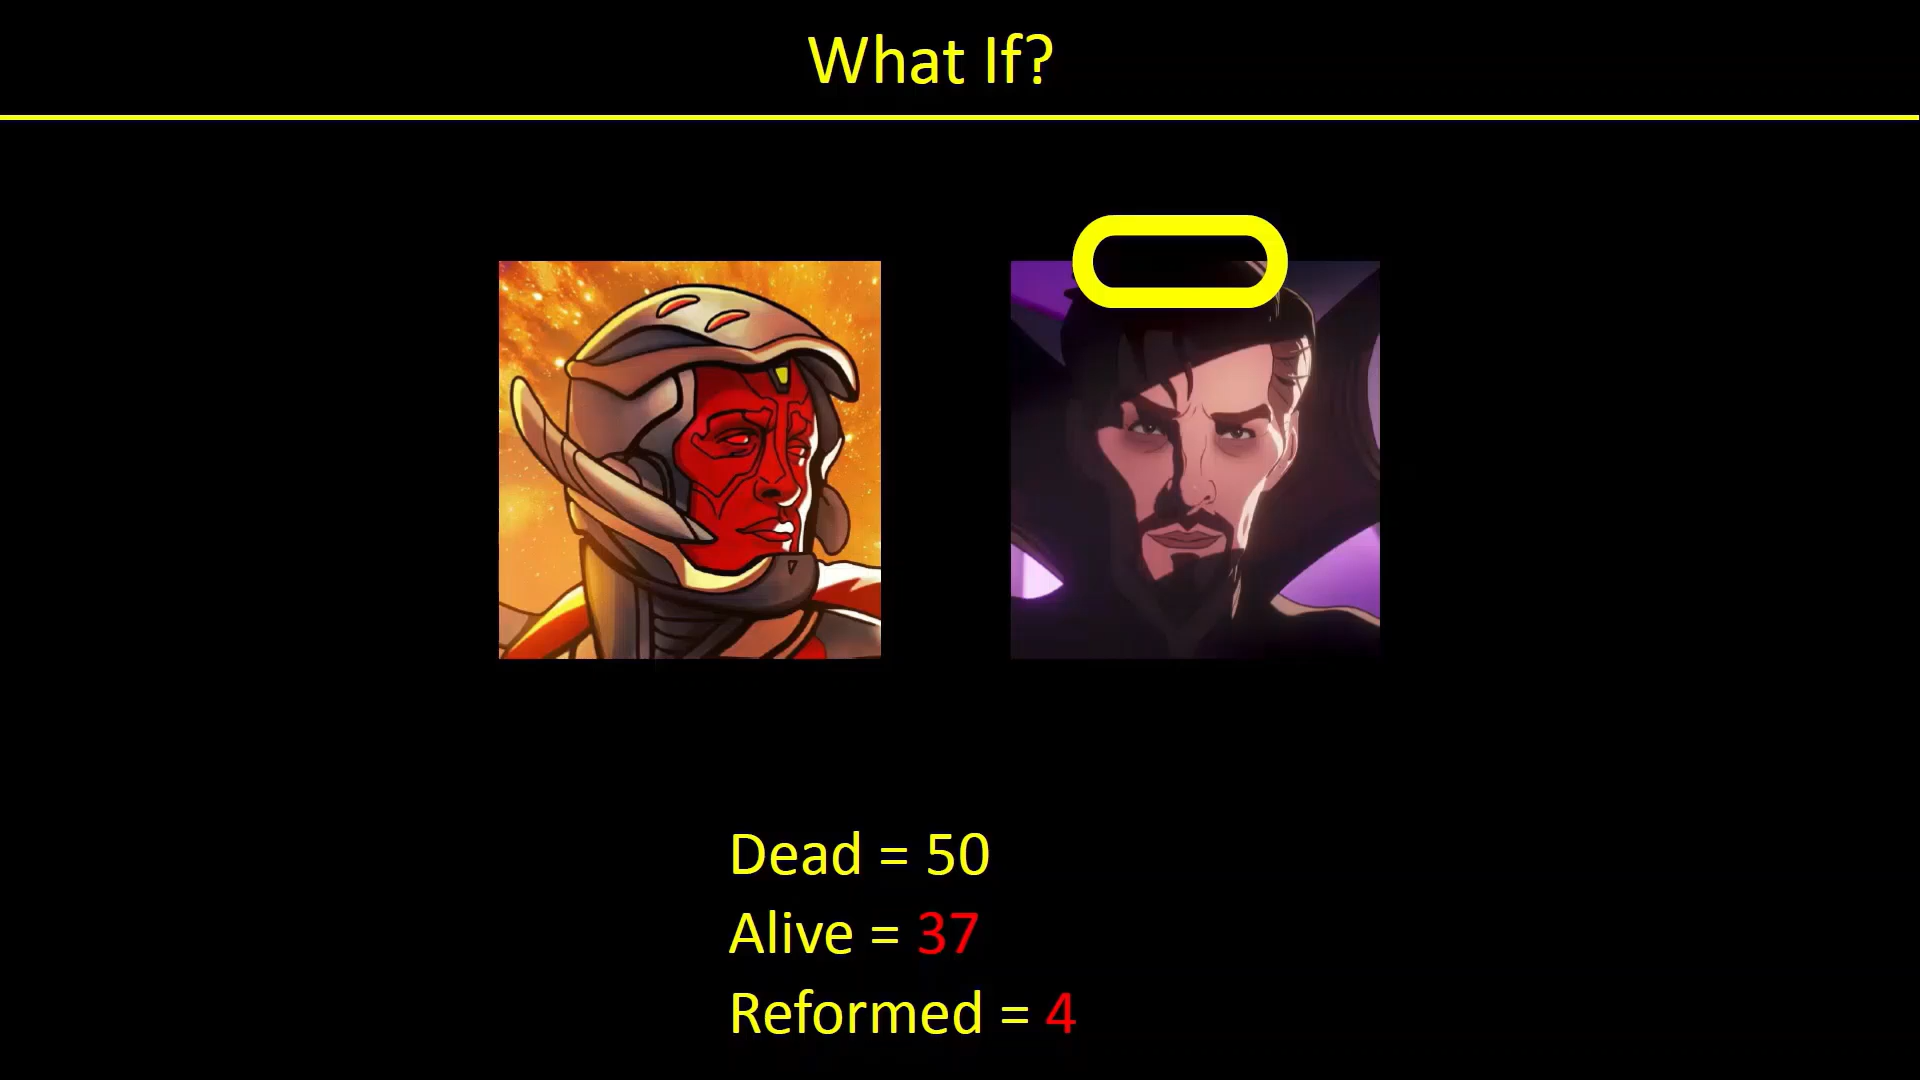 What If?
Dead = 50
Alive = 37
Reformed = 4